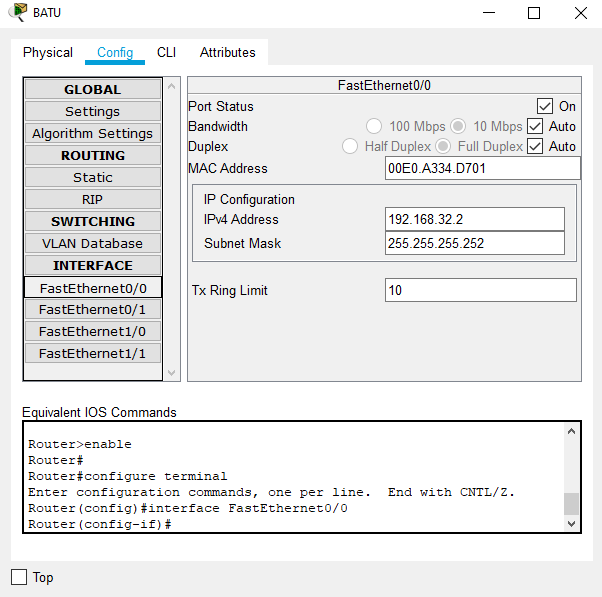 BATU
Physical Config CLI Attributes
GLOBAL
Settings
Algorithm Settings
ROUTING
Static
RIP
SWITCHING
VLAN Database
INTERFACE
FastEthernet0/0
FastEthernet0/1
FastEthernet1/0
FastEthernet1/1
FastEthernet0/0
Port Status On
Bandwidth 100 Mbps 10 Mbps Auto
Duplex Half Duplex Full Duplex Auto
MAC Address 00E0.A334.D701
IP Configuration
IPv4 Address 192.168.32.2
Subnet Mask 255.255.255.252
Tx Ring Limit 10
Equivalent IOS Commands
Router>enable
Router#
Router#configure terminal
Enter configuration commands, one per line. End with CNTL/Z.
Router(config)#interface FastEthernet0/0
Router(config-if)#
Top